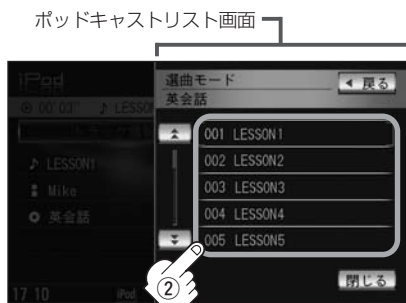 ポッドキャストリスト画面
iPod
00'03" ♪ LESSON
選曲モード
英会話
戻る
001 LESSON1
002 LESSON2
003 LESSON3
004 LESSON4
005 LESSON5
♪ LESSON1
Mike
英会話
②
閉じる
17:10 iPod